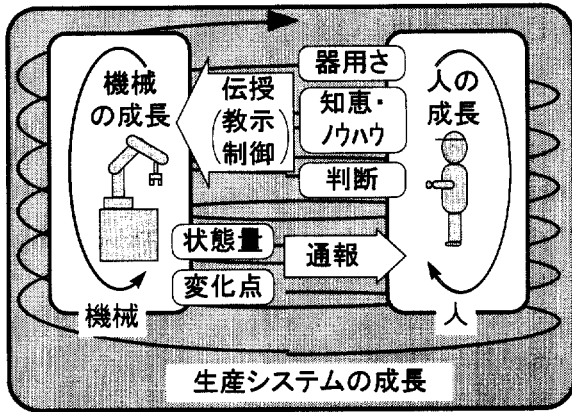 機械
の成長
伝授
(教示
制御)
器用さ
知恵・
ノウハウ
判断
人の
成長
状態量
変化点
通報
機械
人
生産システムの成長